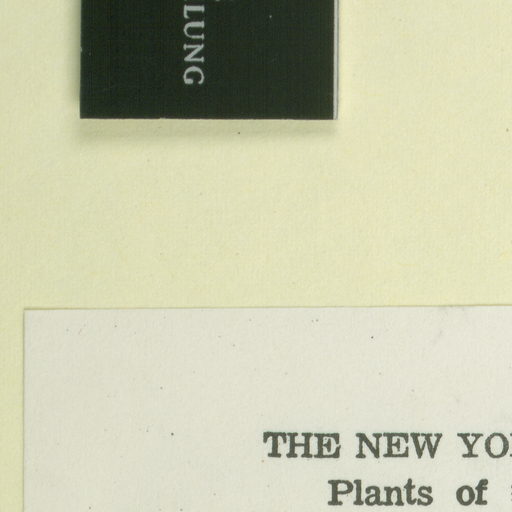 LUNG
THE NEW YO
Plants of